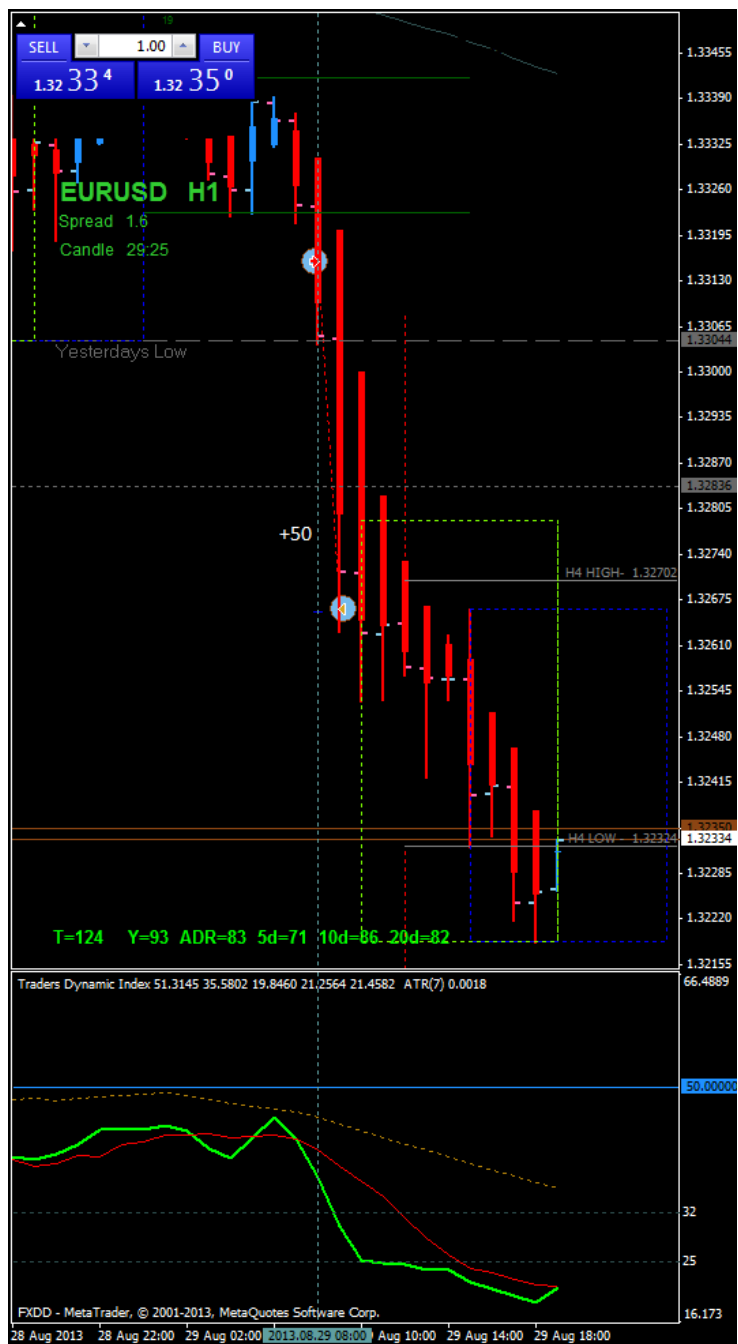 19
SELL 1.00 BUY
1.32 33 4 1.32 35 0
1.33455
1.33390
1.33325
EURUSD H1
1.33260
Spread 1.6
1.33195
Candle 29:25
1.33130
1.33065
1.33044
Yesterdays Low
1.33000
1.32935
1.32870
1.32836
1.32805
+50
1.32740
H4 HIGH- 1.32702
1.32675
1.32610
1.32545
1.32480
1.32415
1.32350
H4 LOW - 1.32324
1.32334
1.32285
1.32220
T=124 Y=93 ADR=83 5d=71 10d=86 20d=82
1.32155
Traders Dynamic Index 51.3145 35.5802 19.8460 21.2564 21.4582 ATR(7) 0.0018
66.4889
50.00000
32
25
16.173
FXDD - MetaTrader, © 2001-2013, MetaQuotes Software Corp.
28 Aug 2013 28 Aug 22:00 29 Aug 02:00 2013.08.29 08:00 Aug 10:00 29 Aug 14:00 29 Aug 18:00